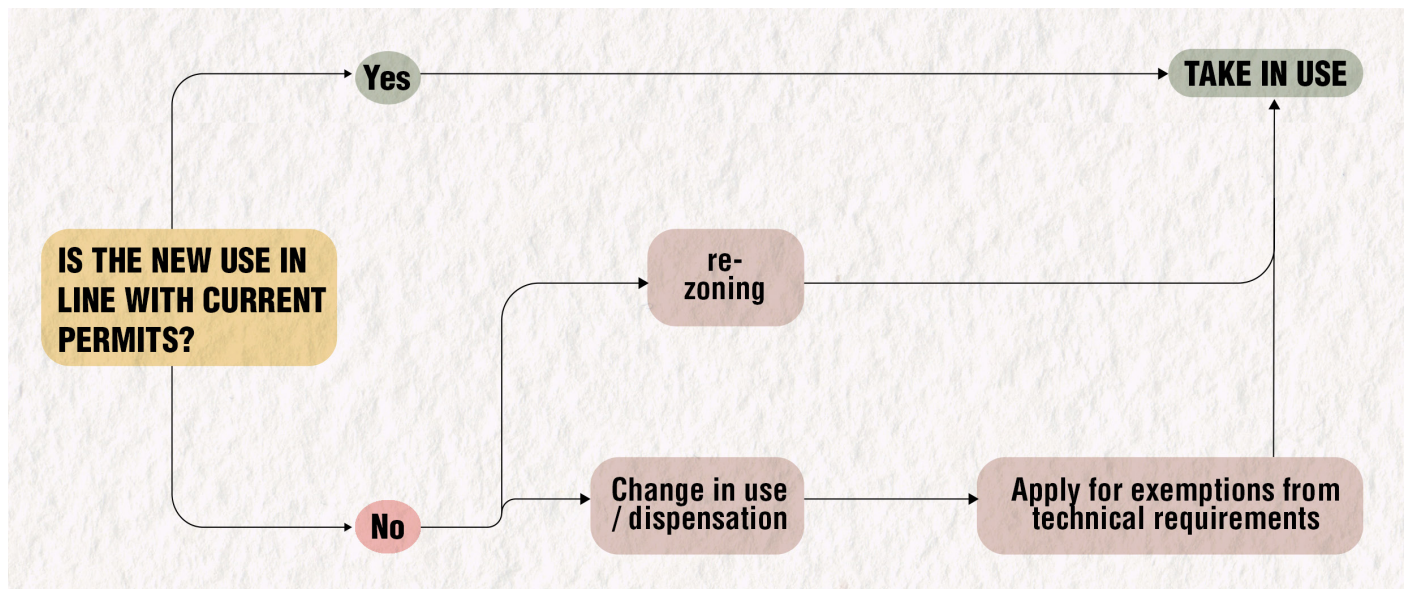 Yes
TAKE IN USE
IS THE NEW USE IN
LINE WITH CURRENT
PERMITS?
re-
zoning
No
Change in use
/ dispensation
Apply for exemptions from
technical requirements